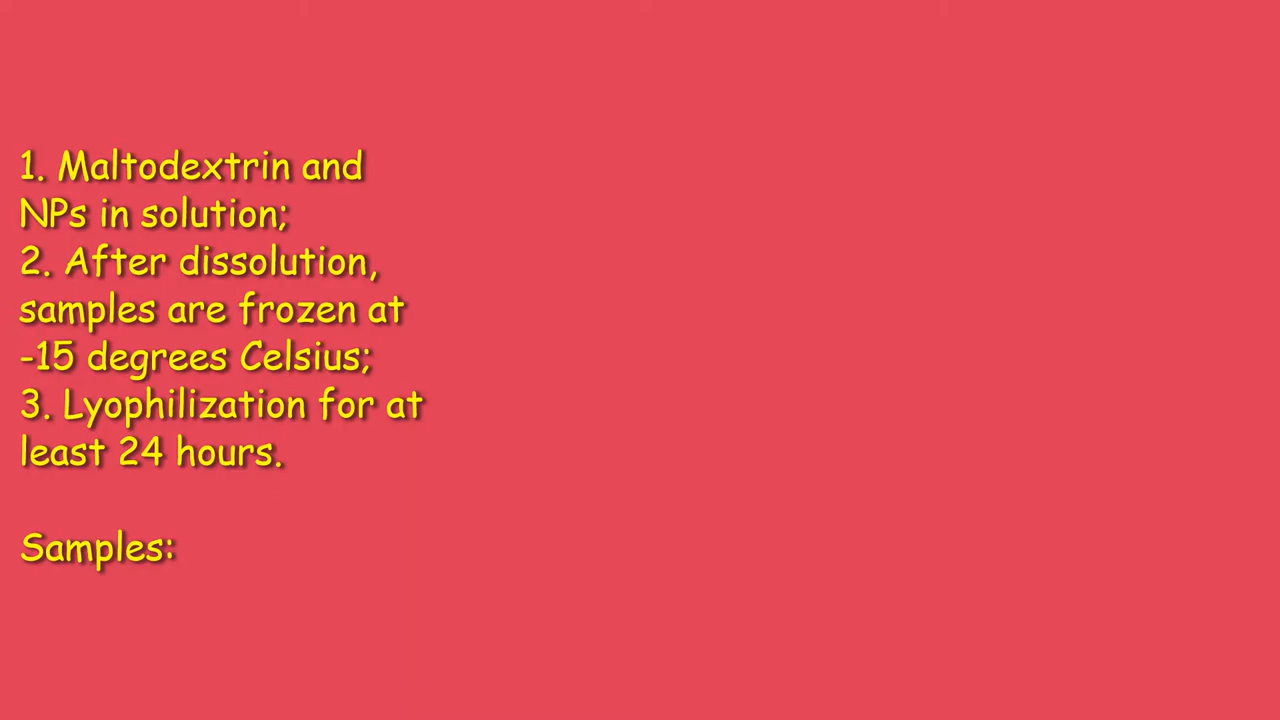 1. Maltodextrin and
NPs in solution;
2. After dissolution,
samples are frozen at
-15 degrees Celsius;
3. Lyophilization for at
least 24 hours.
Samples: